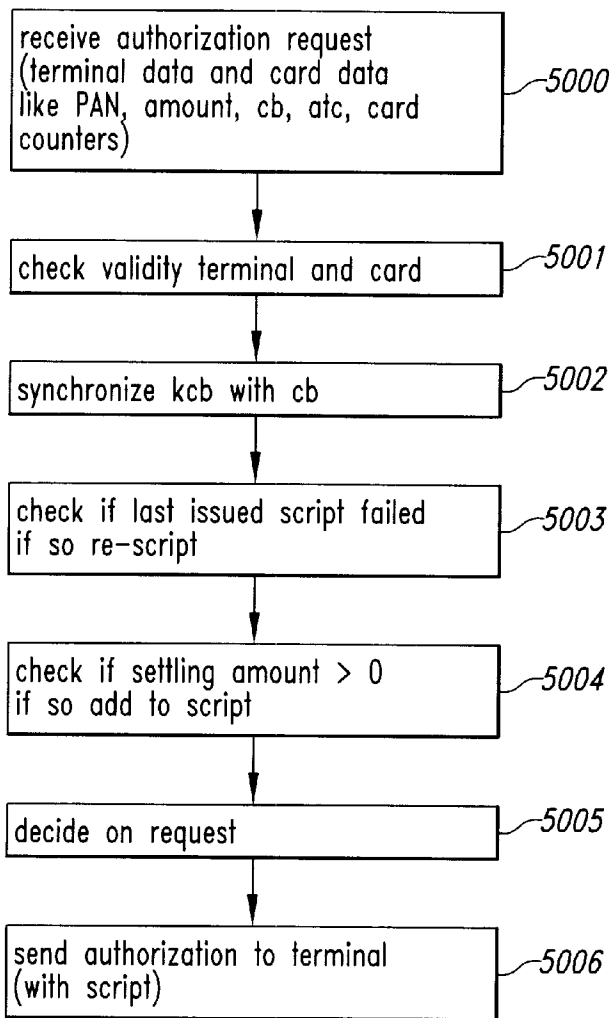 receive authorization request
(terminal data and card data
like PAN, amount, cb, atc, card
counters)
5000
check validity terminal and card
5001
synchronize kcb with cb
5002
check if last issued script failed
if so re-script
5003
check if settling amount > 0
if so add to script
5004
decide on request
5005
send authorization to terminal
(with script)
5006